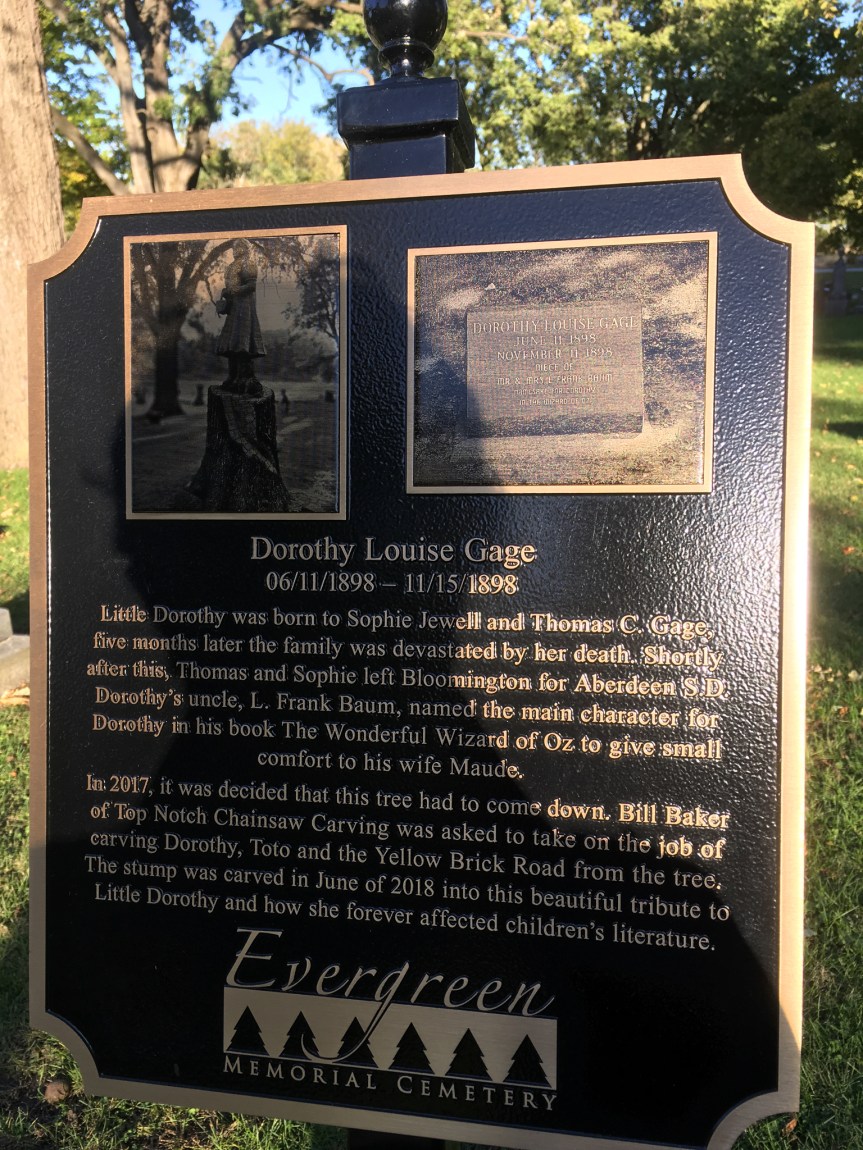 DOROTHY LOUISE GAGE
JUNE 11, 1898
NOVEMBER 11, 1898
NIECE OF
MR. & MRS. L. FRANK BAUM
Dorothy Louise Gage
06/11/1898 – 11/15/1898
Little Dorothy was born to Sophie Jewell and Thomas C. Gage,
five months later the family was devastated by her death. Shortly
after this, Thomas and Sophie left Bloomington for Aberdeen S.D.
Dorothy's uncle, L. Frank Baum, named the main character for
Dorothy in his book The Wonderful Wizard of Oz to give small
comfort to his wife Maude.
In 2017, it was decided that this tree had to come down. Bill Baker
of Top Notch Chainsaw Carving was asked to take on the job of
carving Dorothy, Toto and the Yellow Brick Road from the tree.
The stump was carved in June of 2018 into this beautiful tribute to
Little Dorothy and how she forever affected children's literature.
Evergreen
MEMORIAL CEMETERY